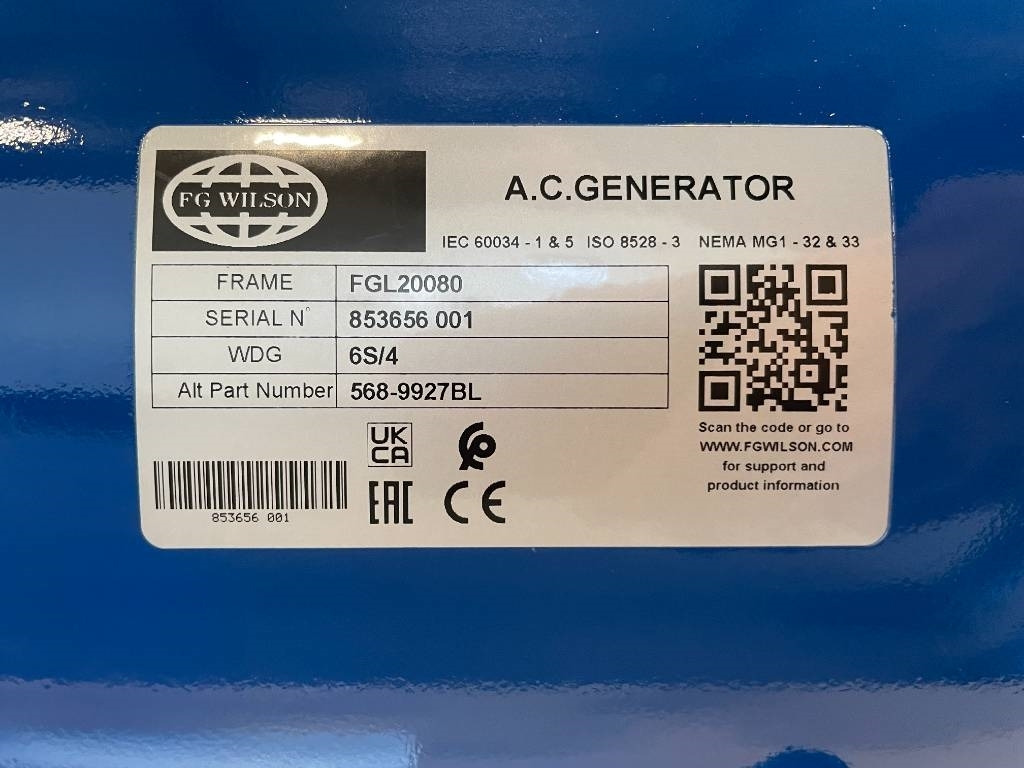 FG WILSON
A.C.GENERATOR
IEC 60034 - 1 & 5 ISO 8528 - 3 NEMA MG1 - 32 & 33
FRAME FGL20080
SERIAL N° 853656 001
WDG 6S/4
Alt Part Number 568-9927BL
UK
CA
EAC CE
853656 001
Scan the code or go to
WWW.FGWILSON.COM
for support and
product information